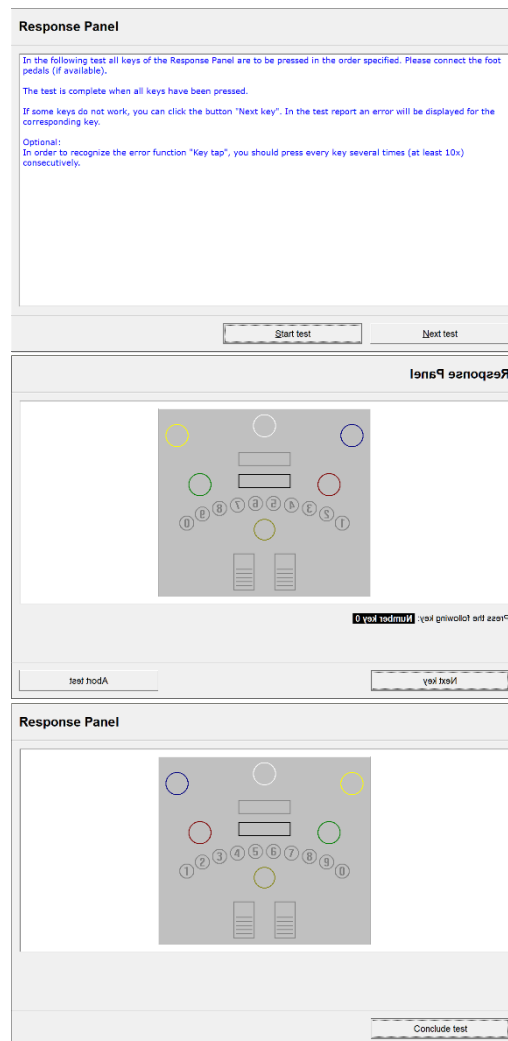 Response Panel
In the following test all keys of the Response Panel are to be pressed in the order specified. Please connect the foot
pedals (if available).
The test is complete when all keys have been pressed.
If some keys do not work, you can click the button "Next key". In the test report an error will be displayed for the
corresponding key.
Optional:
In order to recognize the error function "Key tap", you should press every key several times (at least 10x)
consecutively.
Start test Next test
Response Panel
0 9 8 7 6 5 4 3 2 1
Press the following key: Number key 0
Abort test Next key
Response Panel
1 2 3 4 5 6 7 8 9 0
Conclude test